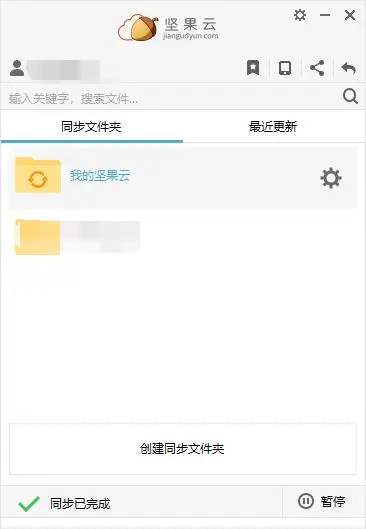 坚果云
jianguoyun.com
输入关键字，搜索文件...
同步文件夹
最近更新
我的坚果云
创建同步文件夹
同步已完成
暂停